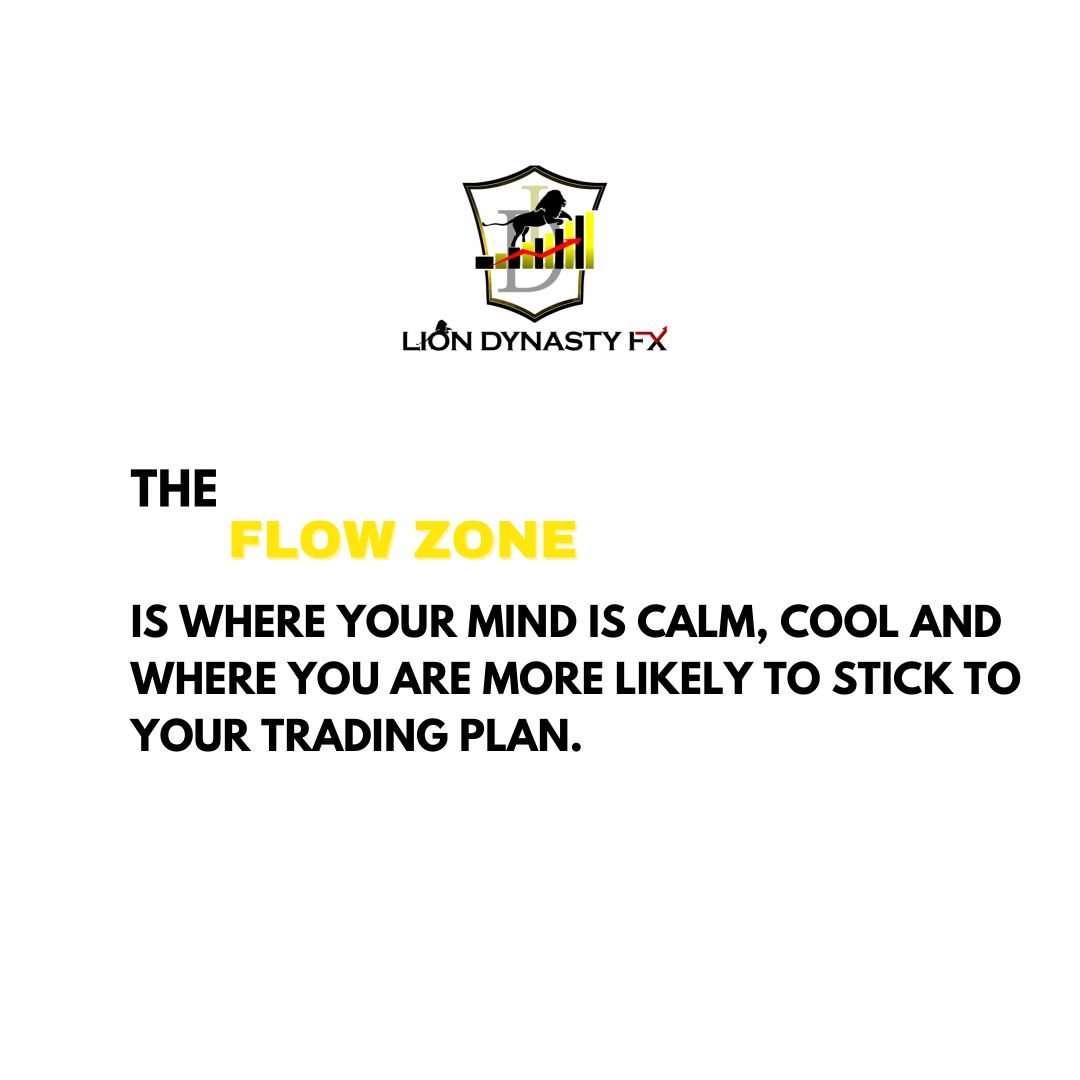 LD
LION DYNASTY FX
THE
FLOW ZONE
IS WHERE YOUR MIND IS CALM, COOL AND
WHERE YOU ARE MORE LIKELY TO STICK TO
YOUR TRADING PLAN.